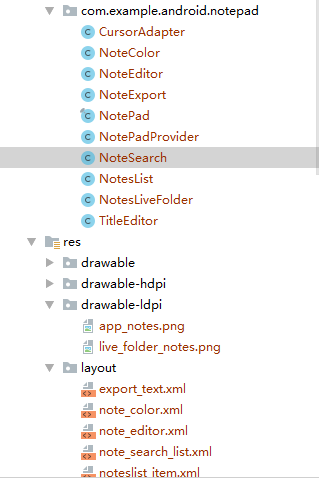 com.example.android.notepad
CursorAdapter
NoteColor
NoteEditor
NoteExport
NotePad
NotePadProvider
NoteSearch
NotesList
NotesLiveFolder
TitleEditor
res
drawable
drawable-hdpi
drawable-ldpi
app_notes.png
live_folder_notes.png
layout
export_text.xml
note_color.xml
note_editor.xml
note_search_list.xml
noteslist_item.xml